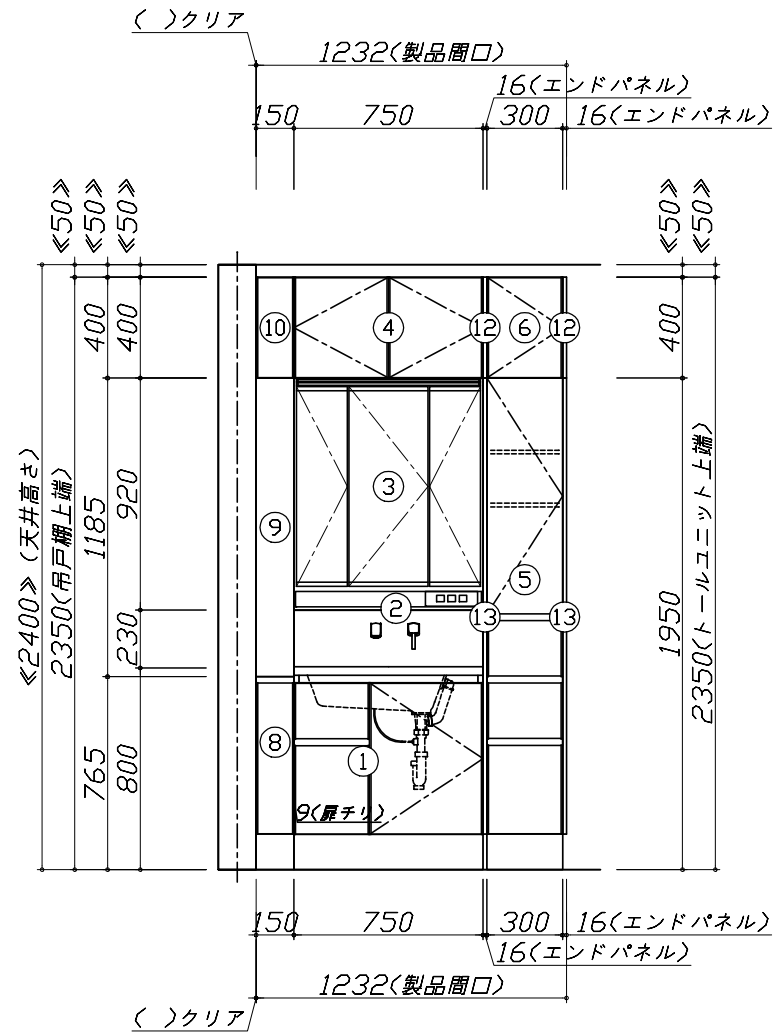 ( )クリア
1232(製品間口)
16(エンドパネル)
150 750 300 16(エンドパネル)
≪50≫ ≪50≫ ≪50≫ ≪50≫ ≪50≫
≪2400≫(天井高さ)
2350(吊戸棚上端)
400 1185 765
400 920 230 800
10 4 12 6 12
3
9
5
2
13 13
8
1
9(扉チリ)
400 1950
2350(トールユニット上端)
150 750 300 16(エンドパネル)
16(エンドパネル)
1232(製品間口)
( )クリア